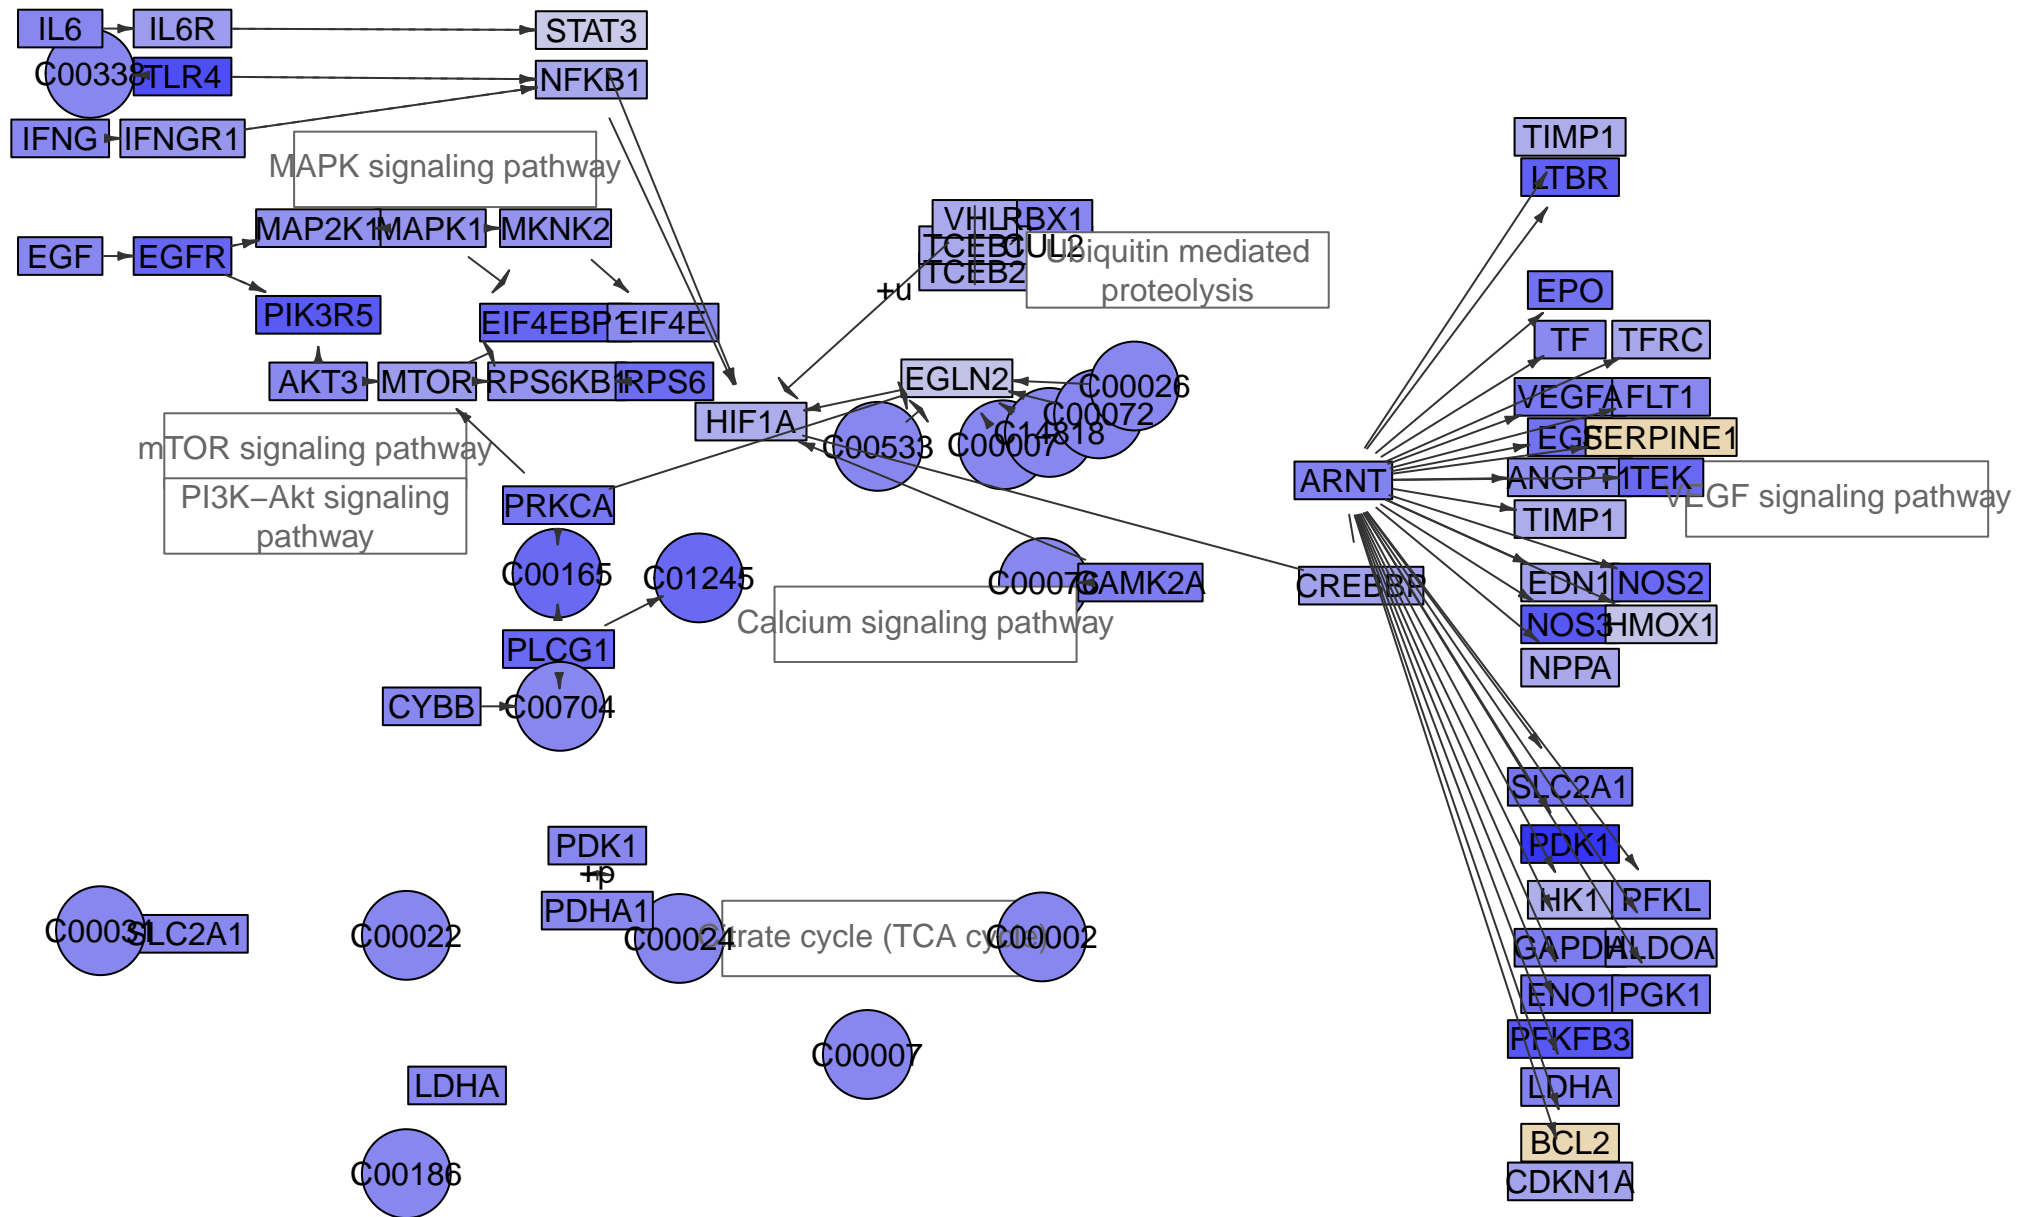 IL6
IL6R
STAT3
C00338
TLR4
NFKB1
IFNG
IFNGR1
MAPK signaling pathway
TIMP1
LTBR
MAP2K1
MAPK1
MKNK2
VHL
RBX1
TCEB1
CUL2
TCEB2
Ubiquitin mediated
proteolysis
EGF
EGFR
+u
EPO
PIK3R5
EIF4EBP1
EIF4E
TF
TFRC
AKT3
MTOR
RPS6KB1
RPS6
EGLN2
C00026
C00072
C14818
C00007
C00533
HIF1A
VEGFA
FLT1
EGF
SERPINE1
mTOR signaling pathway
PI3K−Akt signaling
pathway
ARNT
ANGPT1
TEK
VEGF signaling pathway
PRKCA
TIMP1
C00165
C01245
C00076
CAMK2A
CREBBP
EDN1
NOS2
Calcium signaling pathway
NOS3
HMOX1
PLCG1
NPPA
CYBB
C00704
SLC2A1
PDK1
+p
PDHA1
PDK1
HK1
PFKL
C00031
SLC2A1
C00022
C00024
Citrate cycle (TCA cycle)
C00002
GAPDH
ALDOA
ENO1
PGK1
C00007
PFKFB3
LDHA
LDHA
BCL2
C00186
CDKN1A